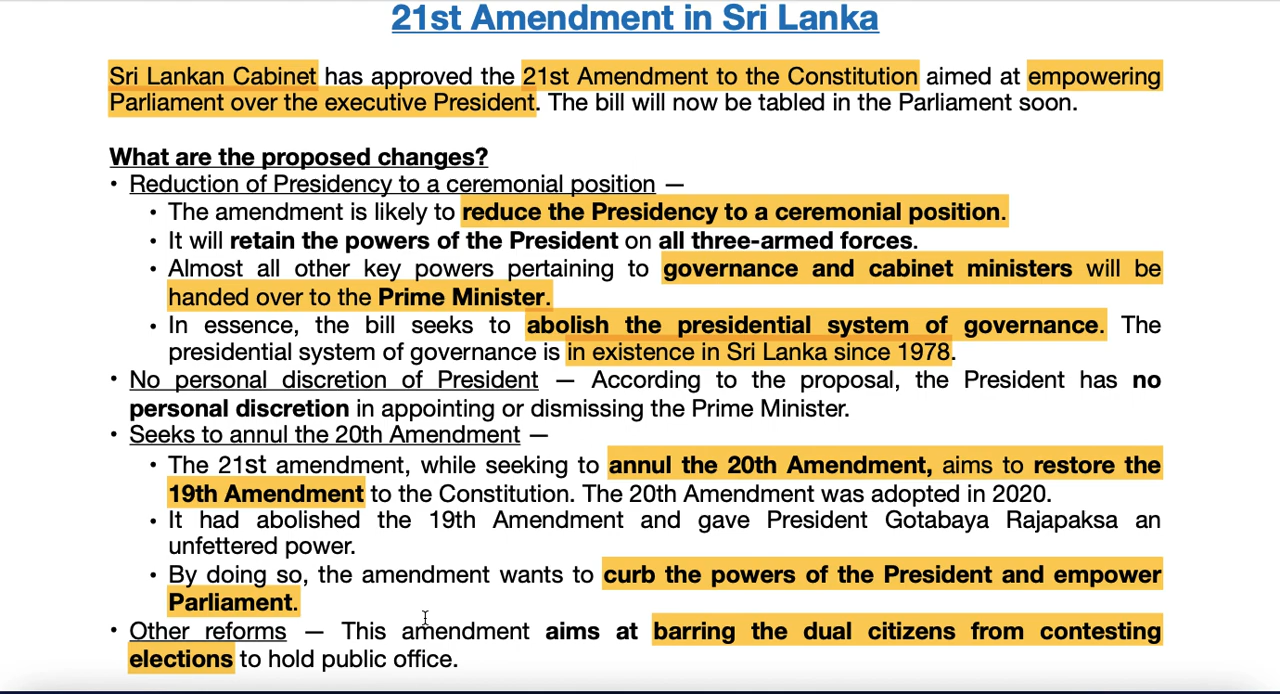 21st Amendment in Sri Lanka
Sri Lankan Cabinet has approved the 21st Amendment to the Constitution aimed at empowering
Parliament over the executive President. The bill will now be tabled in the Parliament soon.
What are the proposed changes?
• Reduction of Presidency to a ceremonial position —
• The amendment is likely to reduce the Presidency to a ceremonial position.
• It will retain the powers of the President on all three-armed forces.
• Almost all other key powers pertaining to governance and cabinet ministers will be
handed over to the Prime Minister.
• In essence, the bill seeks to abolish the presidential system of governance. The
presidential system of governance is in existence in Sri Lanka since 1978.
• No personal discretion of President — According to the proposal, the President has no
personal discretion in appointing or dismissing the Prime Minister.
• Seeks to annul the 20th Amendment —
• The 21st amendment, while seeking to annul the 20th Amendment, aims to restore the
19th Amendment to the Constitution. The 20th Amendment was adopted in 2020.
• It had abolished the 19th Amendment and gave President Gotabaya Rajapaksa an
unfettered power.
• By doing so, the amendment wants to curb the powers of the President and empower
Parliament.
• Other reforms — This amendment aims at barring the dual citizens from contesting
elections to hold public office.